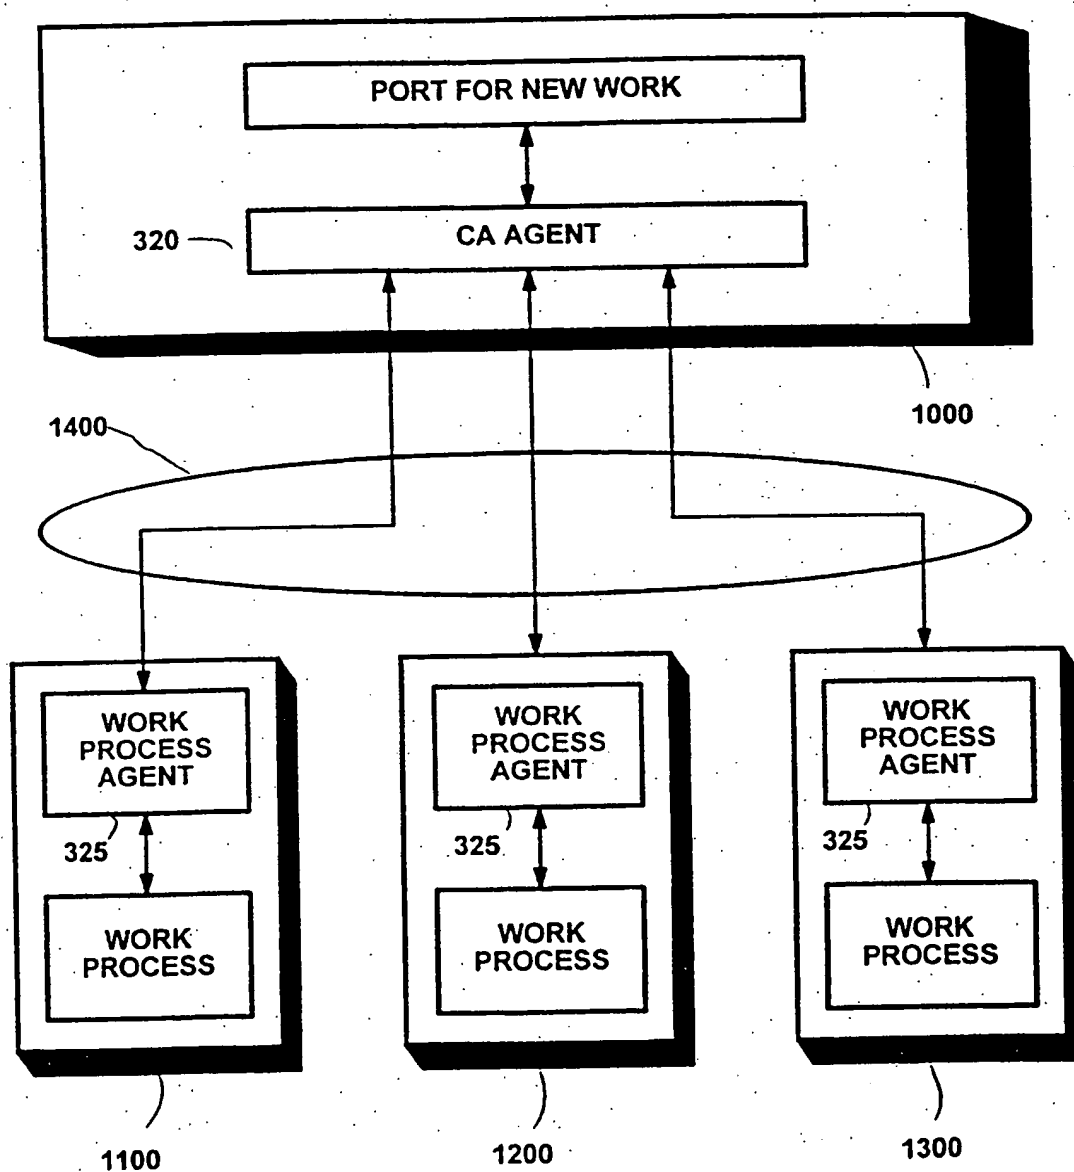 PORT FOR NEW WORK
320
CA AGENT
1000
1400
WORK
PROCESS
AGENT
325
WORK
PROCESS
WORK
PROCESS
AGENT
325
WORK
PROCESS
WORK
PROCESS
AGENT
325
WORK
PROCESS
1100
1200
1300